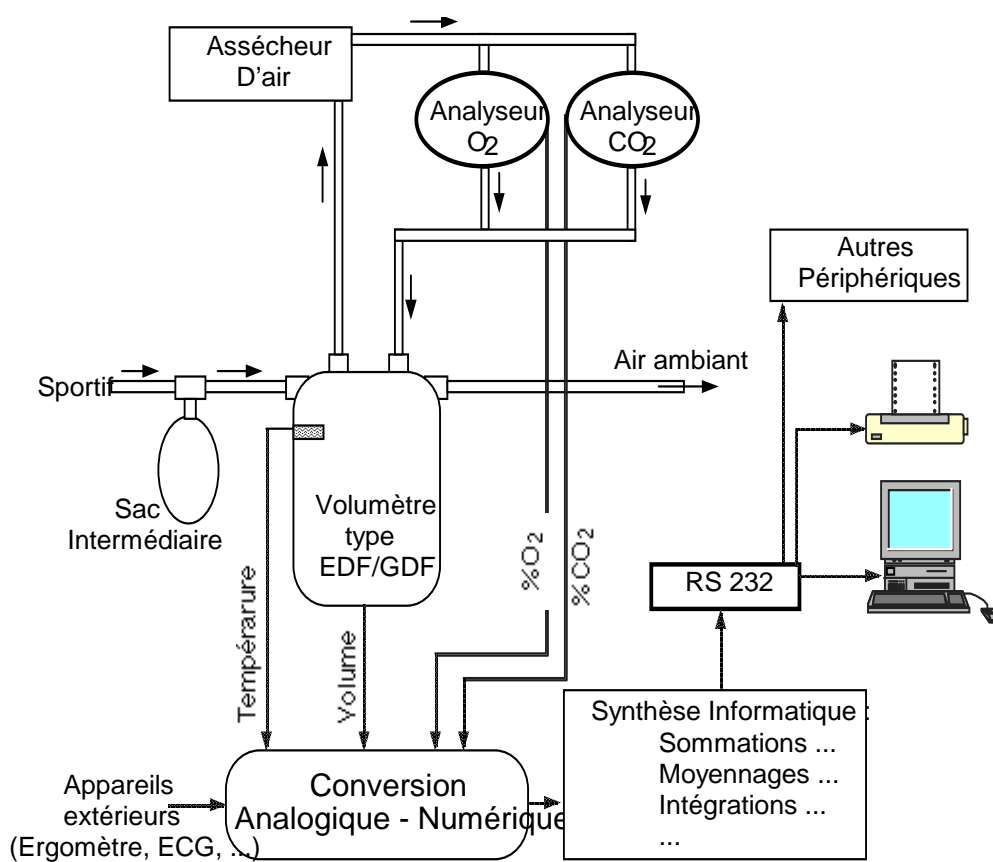 Assécheur
D'air
Analyseur
O2
Analyseur
CO2
Autres
Périphériques
Sportif
Air ambiant
Sac
Intermédiaire
Volumètre
type
EDF/GDF
%O2
%CO2
RS 232
Tempérarure
Volume
Synthèse Informatique :
Sommations ...
Moyennages ...
Intégrations ...
...
Appareils
extérieurs
(Ergomètre, ECG, ...)
Conversion
Analogique - Numérique